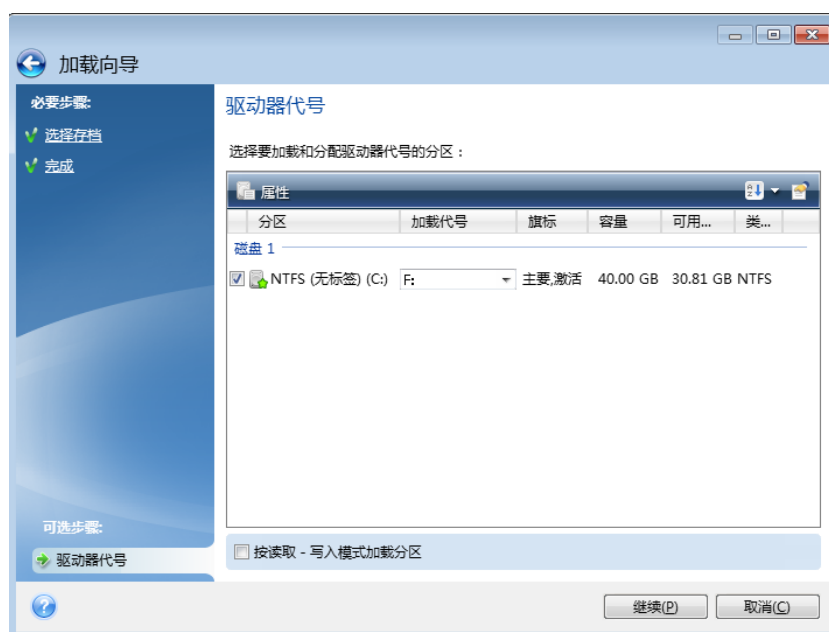 加载向导
必要步骤:
选择存档
完成
可选步骤:
驱动器代号
驱动器代号
选择要加载和分配驱动器代号的分区：
属性
分区 加载代号 旗标 容量 可用... 类...
磁盘 1
NTFS (无标签) (C:) F: 主要,激活 40.00 GB 30.81 GB NTFS
按读取 - 写入模式加载分区
继续(P) 取消(C)